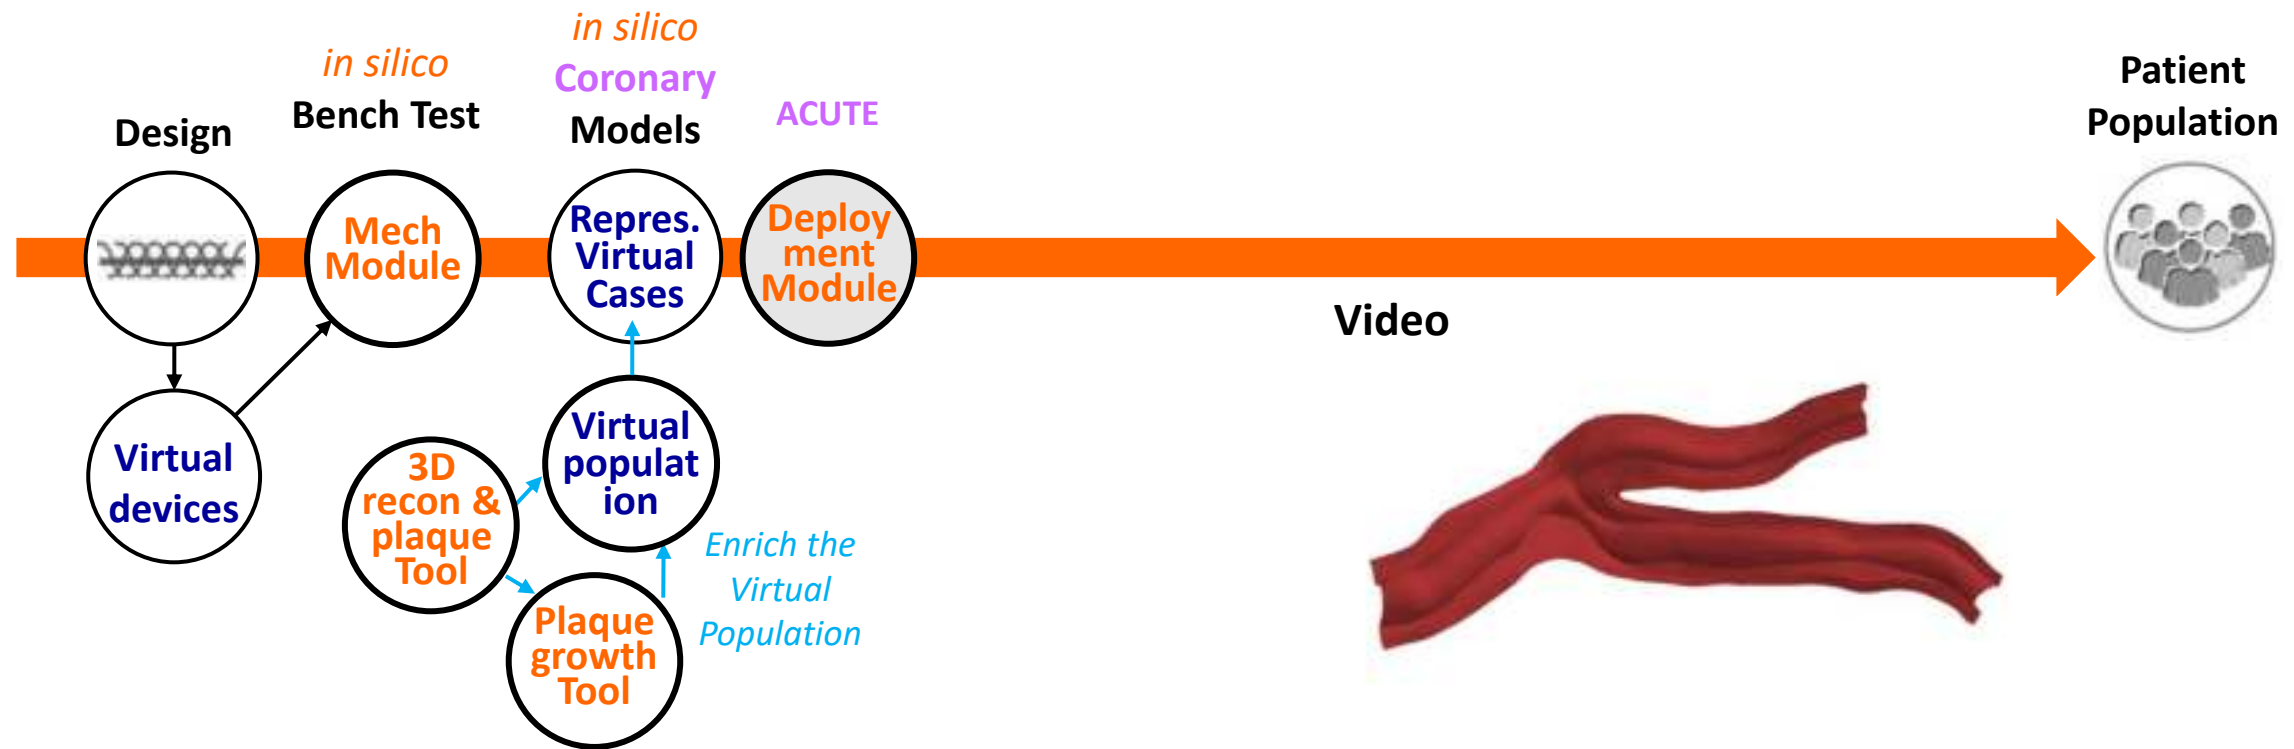 Design
in silico
Bench Test
in silico
Coronary
Models
ACUTE
Patient
Population
Mech
Module
Repres.
Virtual
Cases
Deploy
ment
Module
Video
Virtual
devices
3D
recon &
plaque
Tool
Virtual
populat
ion
Enrich the
Virtual
Population
Plaque
growth
Tool